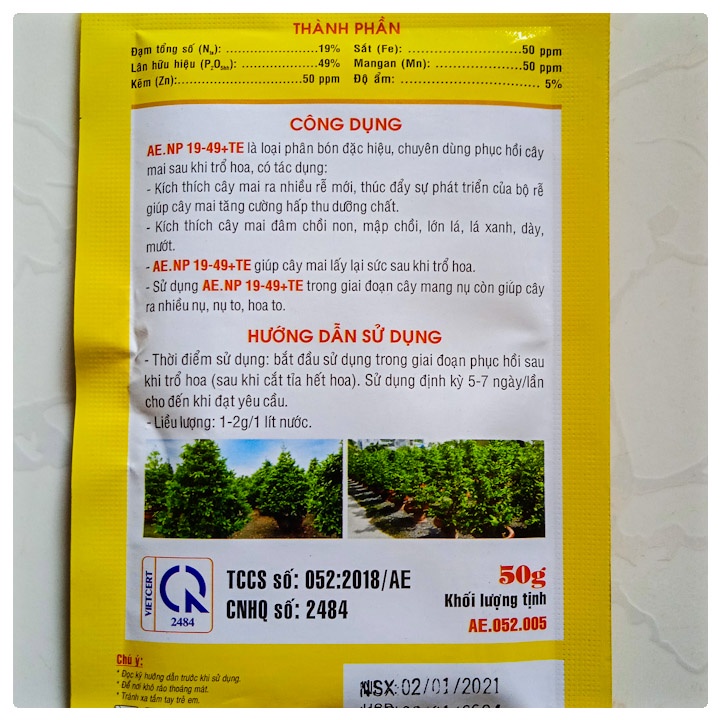 THÀNH PHẦN
Đạm tổng số (Nts): 19% Sắt (Fe): 50 ppm
Lân hữu hiệu (P2O5hh): 49% Mangan (Mn): 50 ppm
Kẽm (Zn): 50 ppm Độ ẩm: 5%
CÔNG DỤNG
AE.NP 19-49+TE là loại phân bón đặc hiệu, chuyên dùng phục hồi cây
mai sau khi trổ hoa, có tác dụng:
- Kích thích cây mai ra nhiều rễ mới, thúc đẩy sự phát triển của bộ rễ
giúp cây mai tăng cường hấp thu dưỡng chất.
- Kích thích cây mai đâm chồi non, mập chồi, lớn lá, lá xanh, dày,
mướt.
- AE.NP 19-49+TE giúp cây mai lấy lại sức sau khi trổ hoa.
- Sử dụng AE.NP 19-49+TE trong giai đoạn cây mang nụ còn giúp cây
ra nhiều nụ, nụ to, hoa to.
HƯỚNG DẪN SỬ DỤNG
- Thời điểm sử dụng: bắt đầu sử dụng trong giai đoạn phục hồi sau
khi trổ hoa (sau khi cắt tỉa hết hoa). Sử dụng định kỳ 5-7 ngày/lần
cho đến khi đạt yêu cầu.
- Liều lượng: 1-2g/1 lít nước.
VIETCERT
2484
TCCS số: 052:2018/AE
CNHQ số: 2484
50g
Khối lượng tịnh
AE.052.005
Chú ý:
* Đọc kỹ hướng dẫn trước khi sử dụng.
* Để nơi khô ráo thoáng mát.
* Tránh xa tầm tay trẻ em.
NSX:02/01/2021